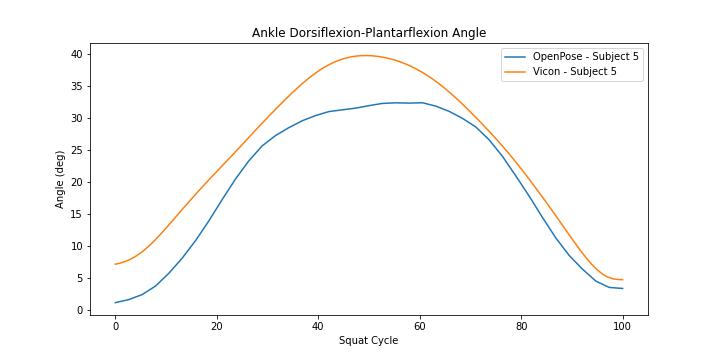 Ankle Dorsiflexion-Plantarflexion Angle
OpenPose - Subject 5
Vicon - Subject 5
Angle (deg)
40
35
30
25
20
15
10
5
0
0 20 40 60 80 100
Squat Cycle